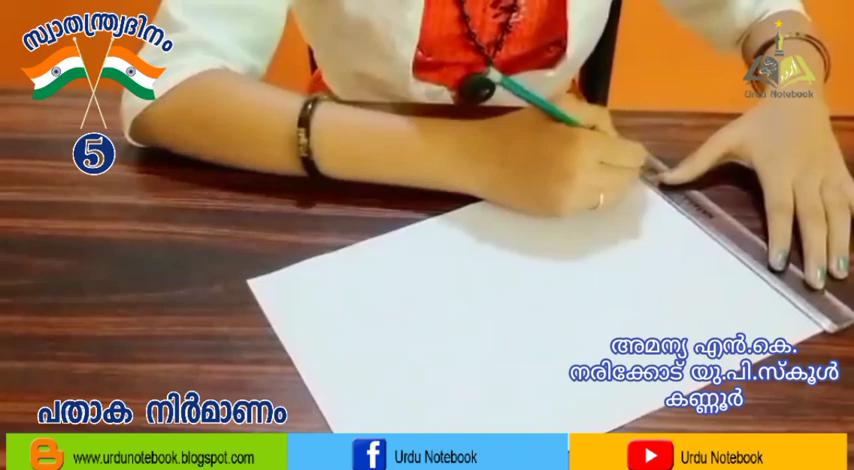 സ്വാതന്ത്ര്യദിനം
5
Urdu Notebook
അമന്യ എൻ.കെ.
നരിക്കോട് യു.പി.സ്കൂൾ
കണ്ണൂർ
പതാക നിർമാണം
www.urdunotebook.blogspot.com
Urdu Notebook
Urdu Notebook